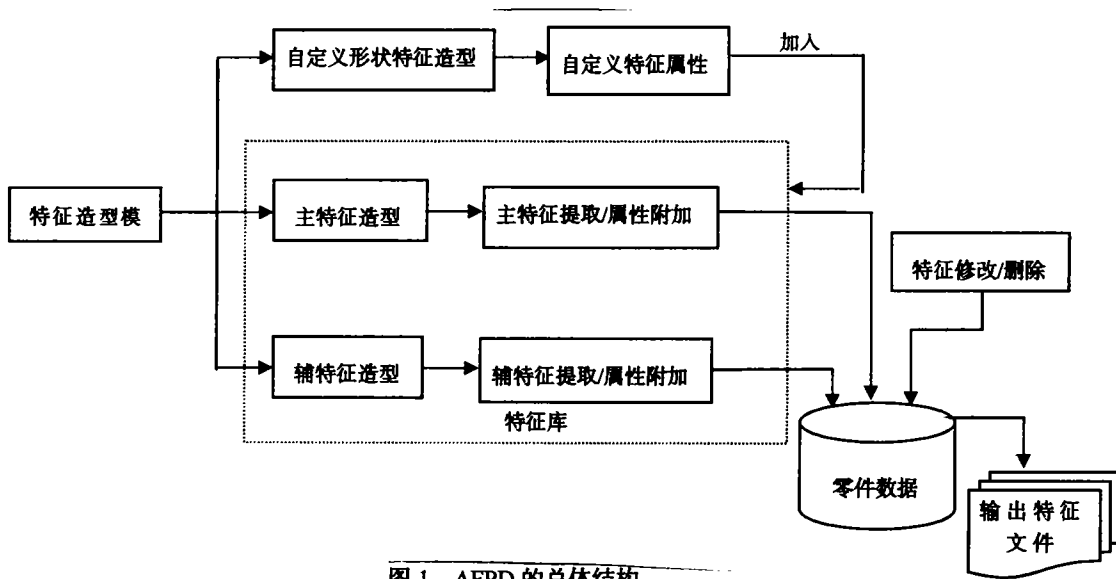 自定义形状特征造型
自定义特征属性
加入
特征造型模
主特征造型
主特征提取/属性附加
特征修改/删除
辅特征造型
辅特征提取/属性附加
特征库
零件数据
输出特征
文件
图 1 AFPD 的总体结构